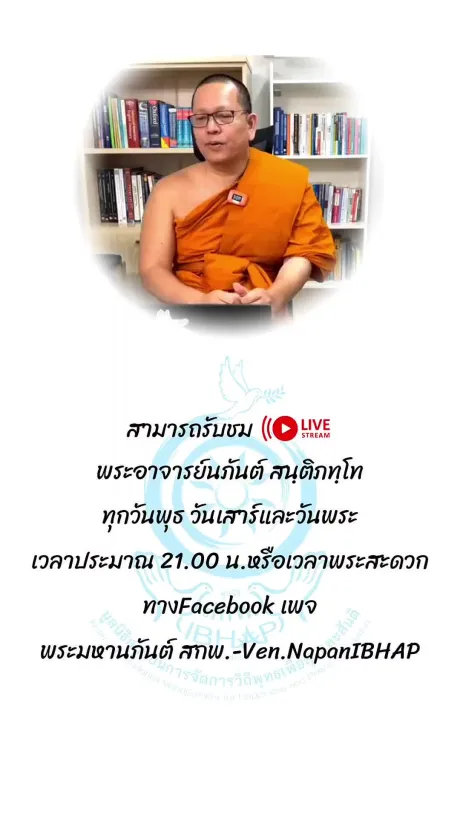 สามารถรับชม LIVE STREAM
พระอาจารย์นภันต์ สนฺติภทฺโท
ทุกวันพุธ วันเสาร์และวันพระ
เวลาประมาณ 21.00 น.หรือเวลาพระสะดวก
ทางFacebook เพจ
IBHAP
พระมหานภันต์ สกพ.-Ven.NapanIBHAP